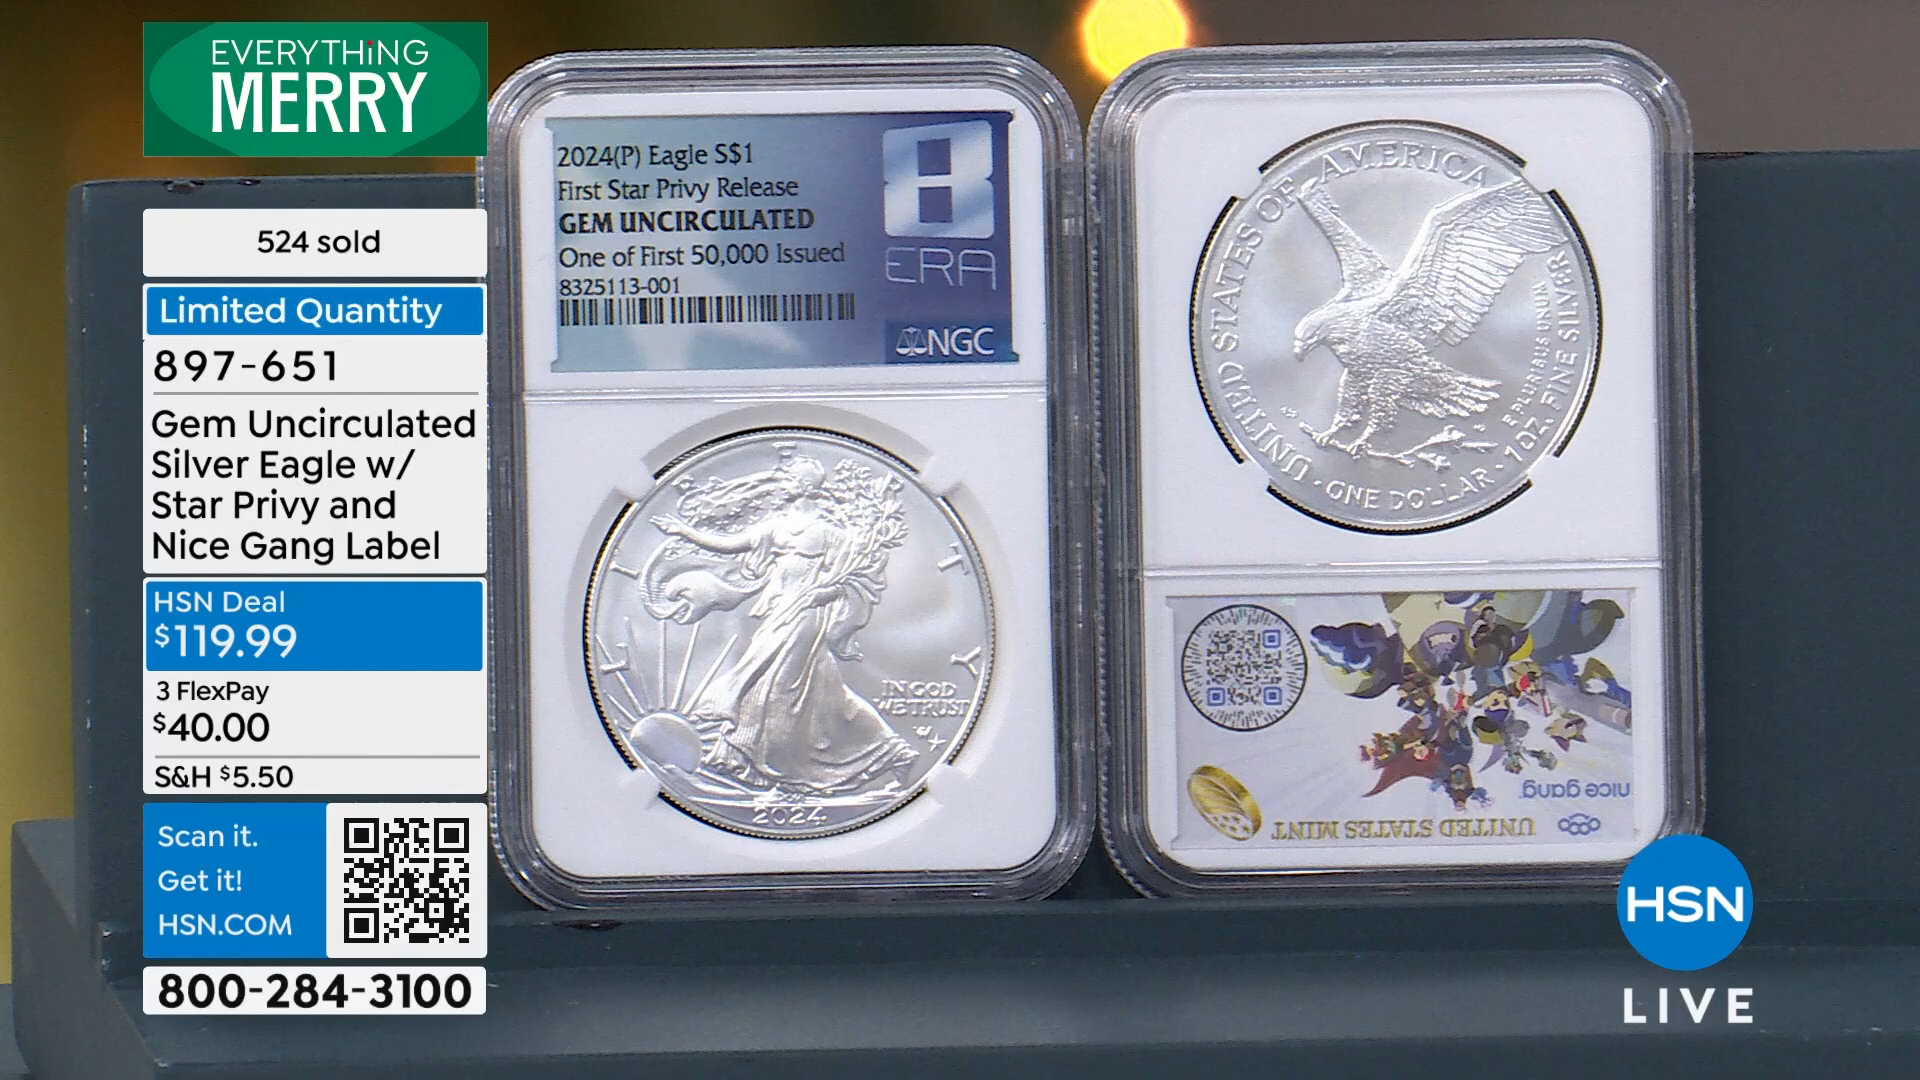 EVERYTHiNG
MERRY
524 sold
Limited Quantity
897-651
Gem Uncirculated
Silver Eagle w/
Star Privy and
Nice Gang Label
HSN Deal
$119.99
3 FlexPay
$40.00
S&H $5.50
Scan it.
Get it!
HSN.COM
800-284-3100
2024(P) Eagle S$1
First Star Privy Release
GEM UNCIRCULATED
One of First 50,000 Issued
8325113-001
8
ERA
NGC
LIBERTY
IN GOD
WE TRUST
2024
UNITED STATES OF AMERICA
E PLURIBUS UNUM
1 OZ. FINE SILVER
ONE DOLLAR
nice gang.
UNITED STATES MINT
HSN
LIVE